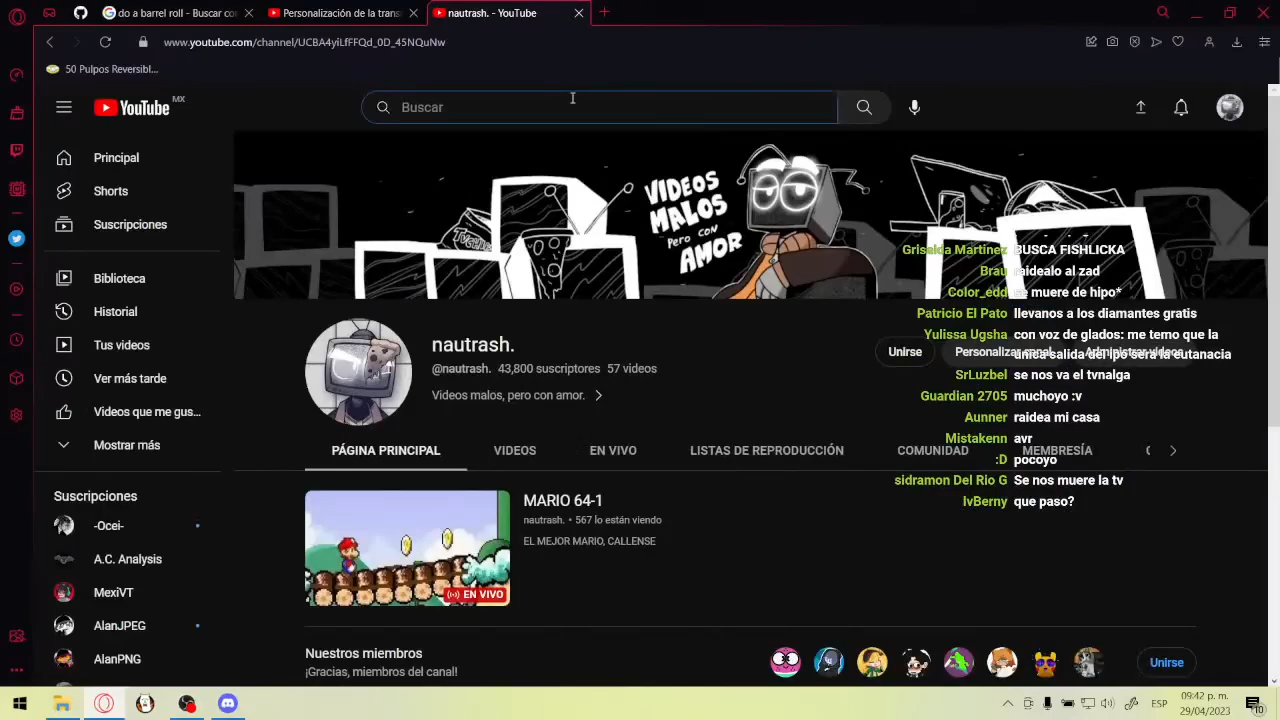 do a barrel roll - Buscar co
Personalización de la trans
nautrash. - YouTube
www.youtube.com/channel/UCBA4yiLfFFQd_0D_45NQuNw
50 Pulpos Reversibl...
YouTube MX
Buscar
Principal
Shorts
Suscripciones
Biblioteca
Historial
Tus videos
Ver más tarde
Videos que me gus...
Mostrar más
Suscripciones
-Ocei-
A.C. Analysis
MexiVT
AlanJPEG
AlanPNG
VIDEOS
MALOS
Pero con
AMOR
nautrash.
@nautrash. 43,800 suscriptores 57 videos
Videos malos, pero con amor.
Unirse
Personalizar canal
Administrar videos
PÁGINA PRINCIPAL
VIDEOS
EN VIVO
LISTAS DE REPRODUCCIÓN
COMUNIDAD
MEMBRESÍA
MARIO 64-1
nautrash. • 567 lo están viendo
EL MEJOR MARIO, CALLENSE
EN VIVO
Nuestros miembros
¡Gracias, miembros del canal!
Unirse
Griselda Martinez BUSCA FISHLICKA
Brau raidealo al zad
Color_edd se muere de hipo*
Patricio El Pato llevanos a los diamantes gratis
Yulissa Ugsha con voz de glados: me temo que la
única salida del ipo será la eutanacia
SrLuzbel se nos va el tvnalga
Guardian 2705 muchoyo :v
Aunner raidea mi casa
Mistakenn avr
:D pocoyo
sidramon Del Rio G Se nos muere la tv
IvBerny que paso?
ESP
09:42 p. m.
29/04/2023
10